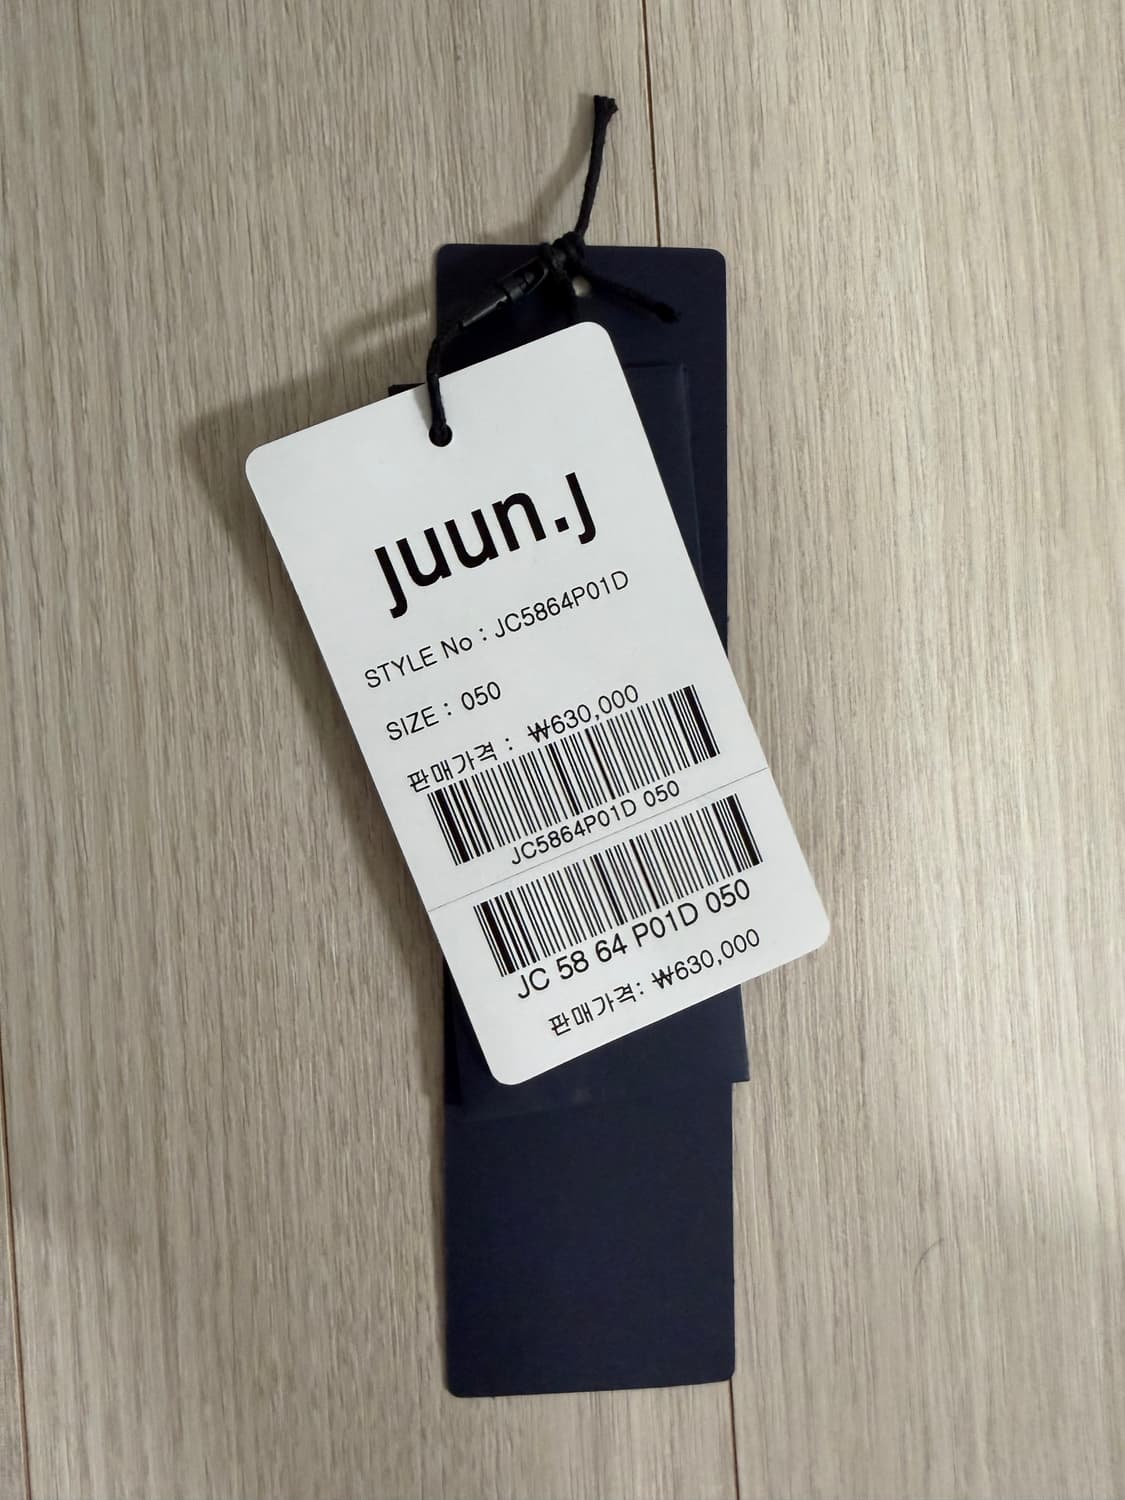 juun.j
STYLE No : JC5864P01D
SIZE : 050
판매가격 : ₩630,000
JC5864P01D 050
JC 58 64 P01D 050
판매가격: ₩630,000